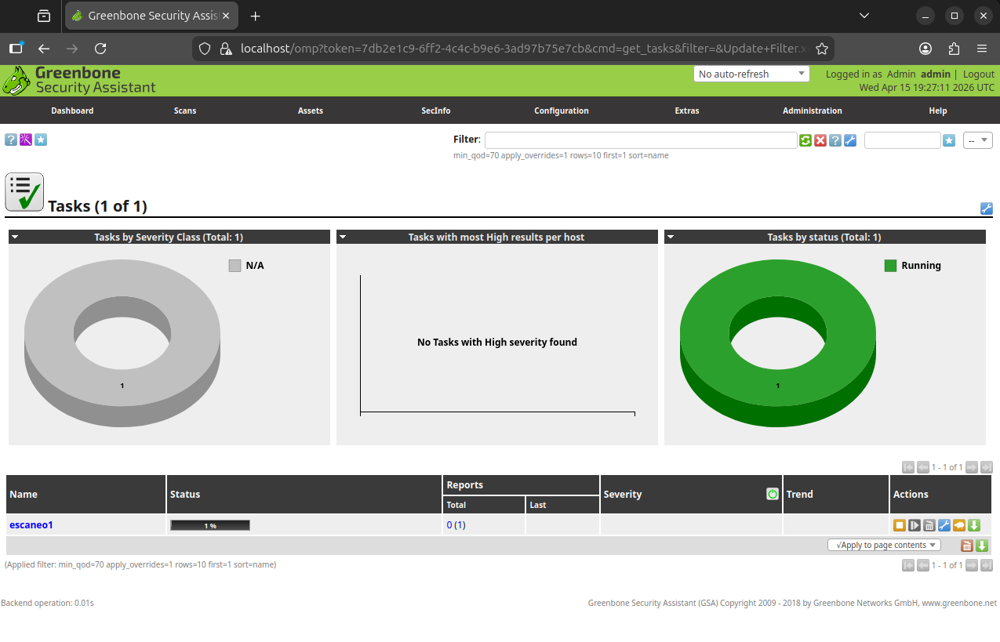 Greenbone Security Assis
localhost/omp?token=7db2e1c9-6ff2-4c4c-b9e6-3ad97b75e7cb&cmd=get_tasks&filter=&Update+Filter.x
Greenbone
Security Assistant
No auto-refresh
Logged in as Admin admin | Logout
Wed Apr 15 19:27:11 2026 UTC
Dashboard Scans Assets SecInfo Configuration Extras Administration Help
Filter:
--
min_qod=70 apply_overrides=1 rows=10 first=1 sort=name
Tasks (1 of 1)
Tasks by Severity Class (Total: 1)
N/A
1
Tasks with most High results per host
No Tasks with High severity found
Tasks by status (Total: 1)
Running
1
1 - 1 of 1
Name Status Reports Severity Trend Actions
Total Last
escaneo1 1 % 0 (1)
√Apply to page contents
(Applied filter: min_qod=70 apply_overrides=1 rows=10 first=1 sort=name)
1 - 1 of 1
Backend operation: 0.01s
Greenbone Security Assistant (GSA) Copyright 2009 - 2018 by Greenbone Networks GmbH, www.greenbone.net